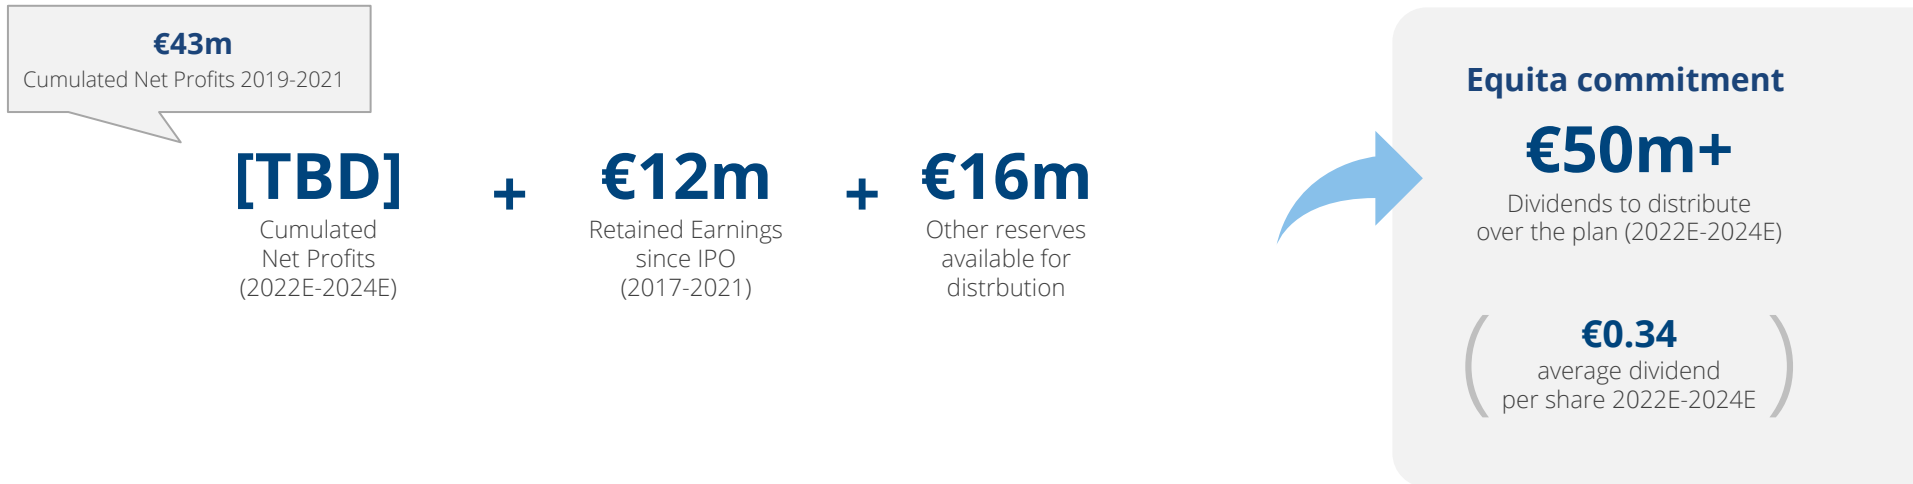 €43m
Cumulated Net Profits 2019-2021
[TBD]
Cumulated
Net Profits
(2022E-2024E)
+
€12m
Retained Earnings
since IPO
(2017-2021)
+
€16m
Other reserves
available for
distrbution
Equita commitment
€50m+
Dividends to distribute
over the plan (2022E-2024E)
( €0.34
average dividend
per share 2022E-2024E )